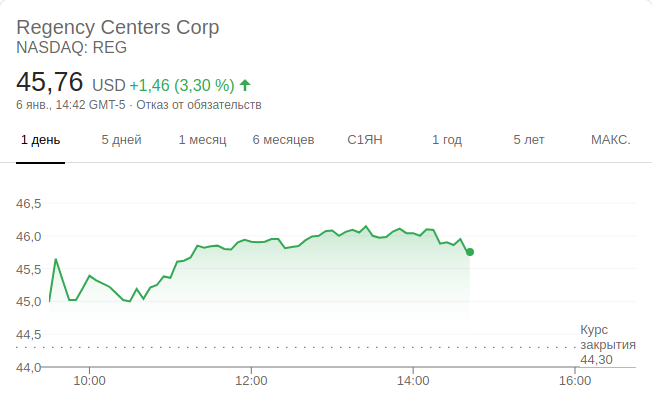 Regency Centers Corp
NASDAQ: REG
45,76 USD +1,46 (3,30 %)
6 янв., 14:42 GMT-5 · Отказ от обязательств
1 день 5 дней 1 месяц 6 месяцев С1ЯН 1 год 5 лет МАКС.
46,5
46,0
45,5
45,0
44,5
Курс
закрытия
44,30
44,0
10:00 12:00 14:00 16:00